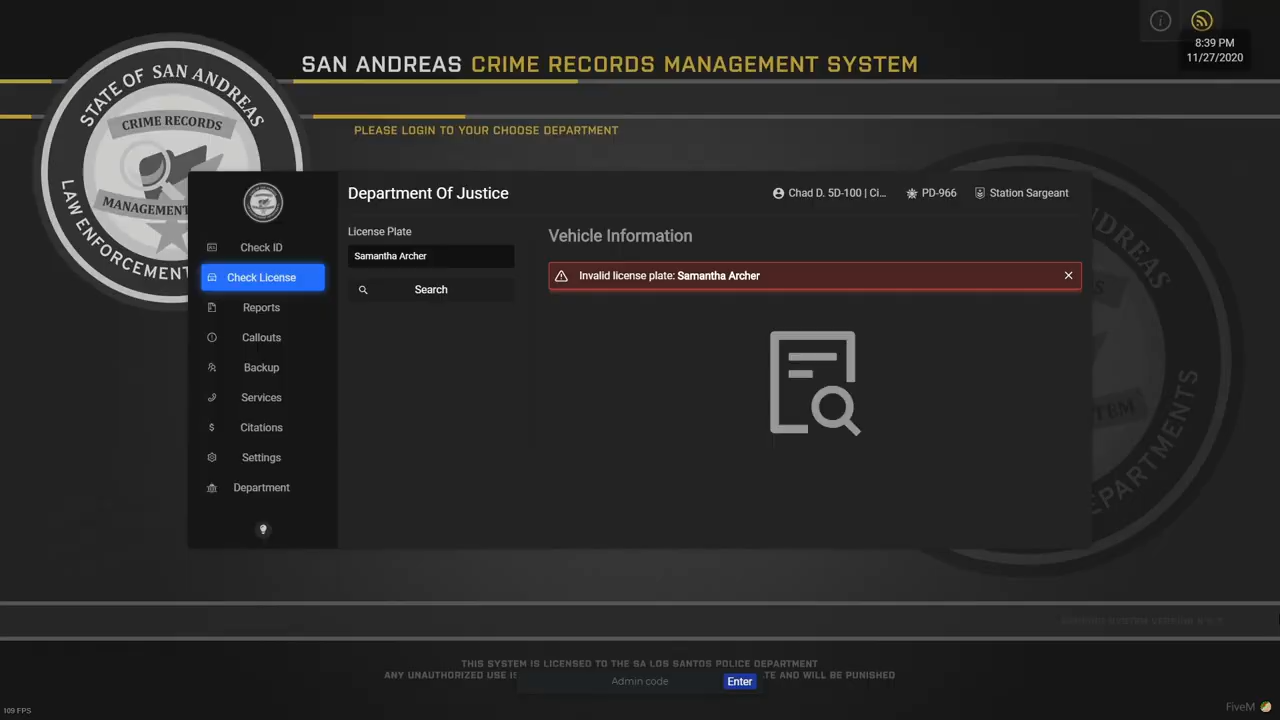 8:39 PM
11/27/2020
SAN ANDREAS CRIME RECORDS MANAGEMENT SYSTEM
PLEASE LOGIN TO YOUR CHOOSE DEPARTMENT
STATE OF SAN ANDREAS
CRIME RECORDS
MANAGEMENT
LAW ENFORCEMENT
Department Of Justice
Chad D. 5D-100 | Ci...
PD-966
Station Sargeant
Check ID
Check License
Reports
Callouts
Backup
Services
Citations
Settings
Department
License Plate
Samantha Archer
Search
Vehicle Information
Invalid license plate: Samantha Archer
DREAS
DEPARTMENTS
THIS SYSTEM IS LICENSED TO THE SA LOS SANTOS POLICE DEPARTMENT
ANY UNAUTHORIZED USE IS
TE AND WILL BE PUNISHED
Admin code
Enter
109 FPS
FiveM